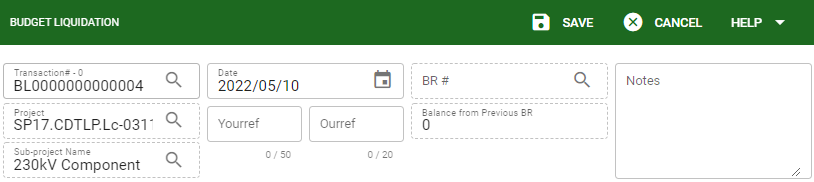 BUDGET LIQUIDATION SAVE CANCEL HELP
Transaction# - 0
BL0000000000004
Date
2022/05/10
BR #
Notes
Project
SP17.CDTLP.Lc-0311
Yourref
0 / 50
Ourref
0 / 20
Balance from Previous BR
0
Sub-project Name
230kV Component